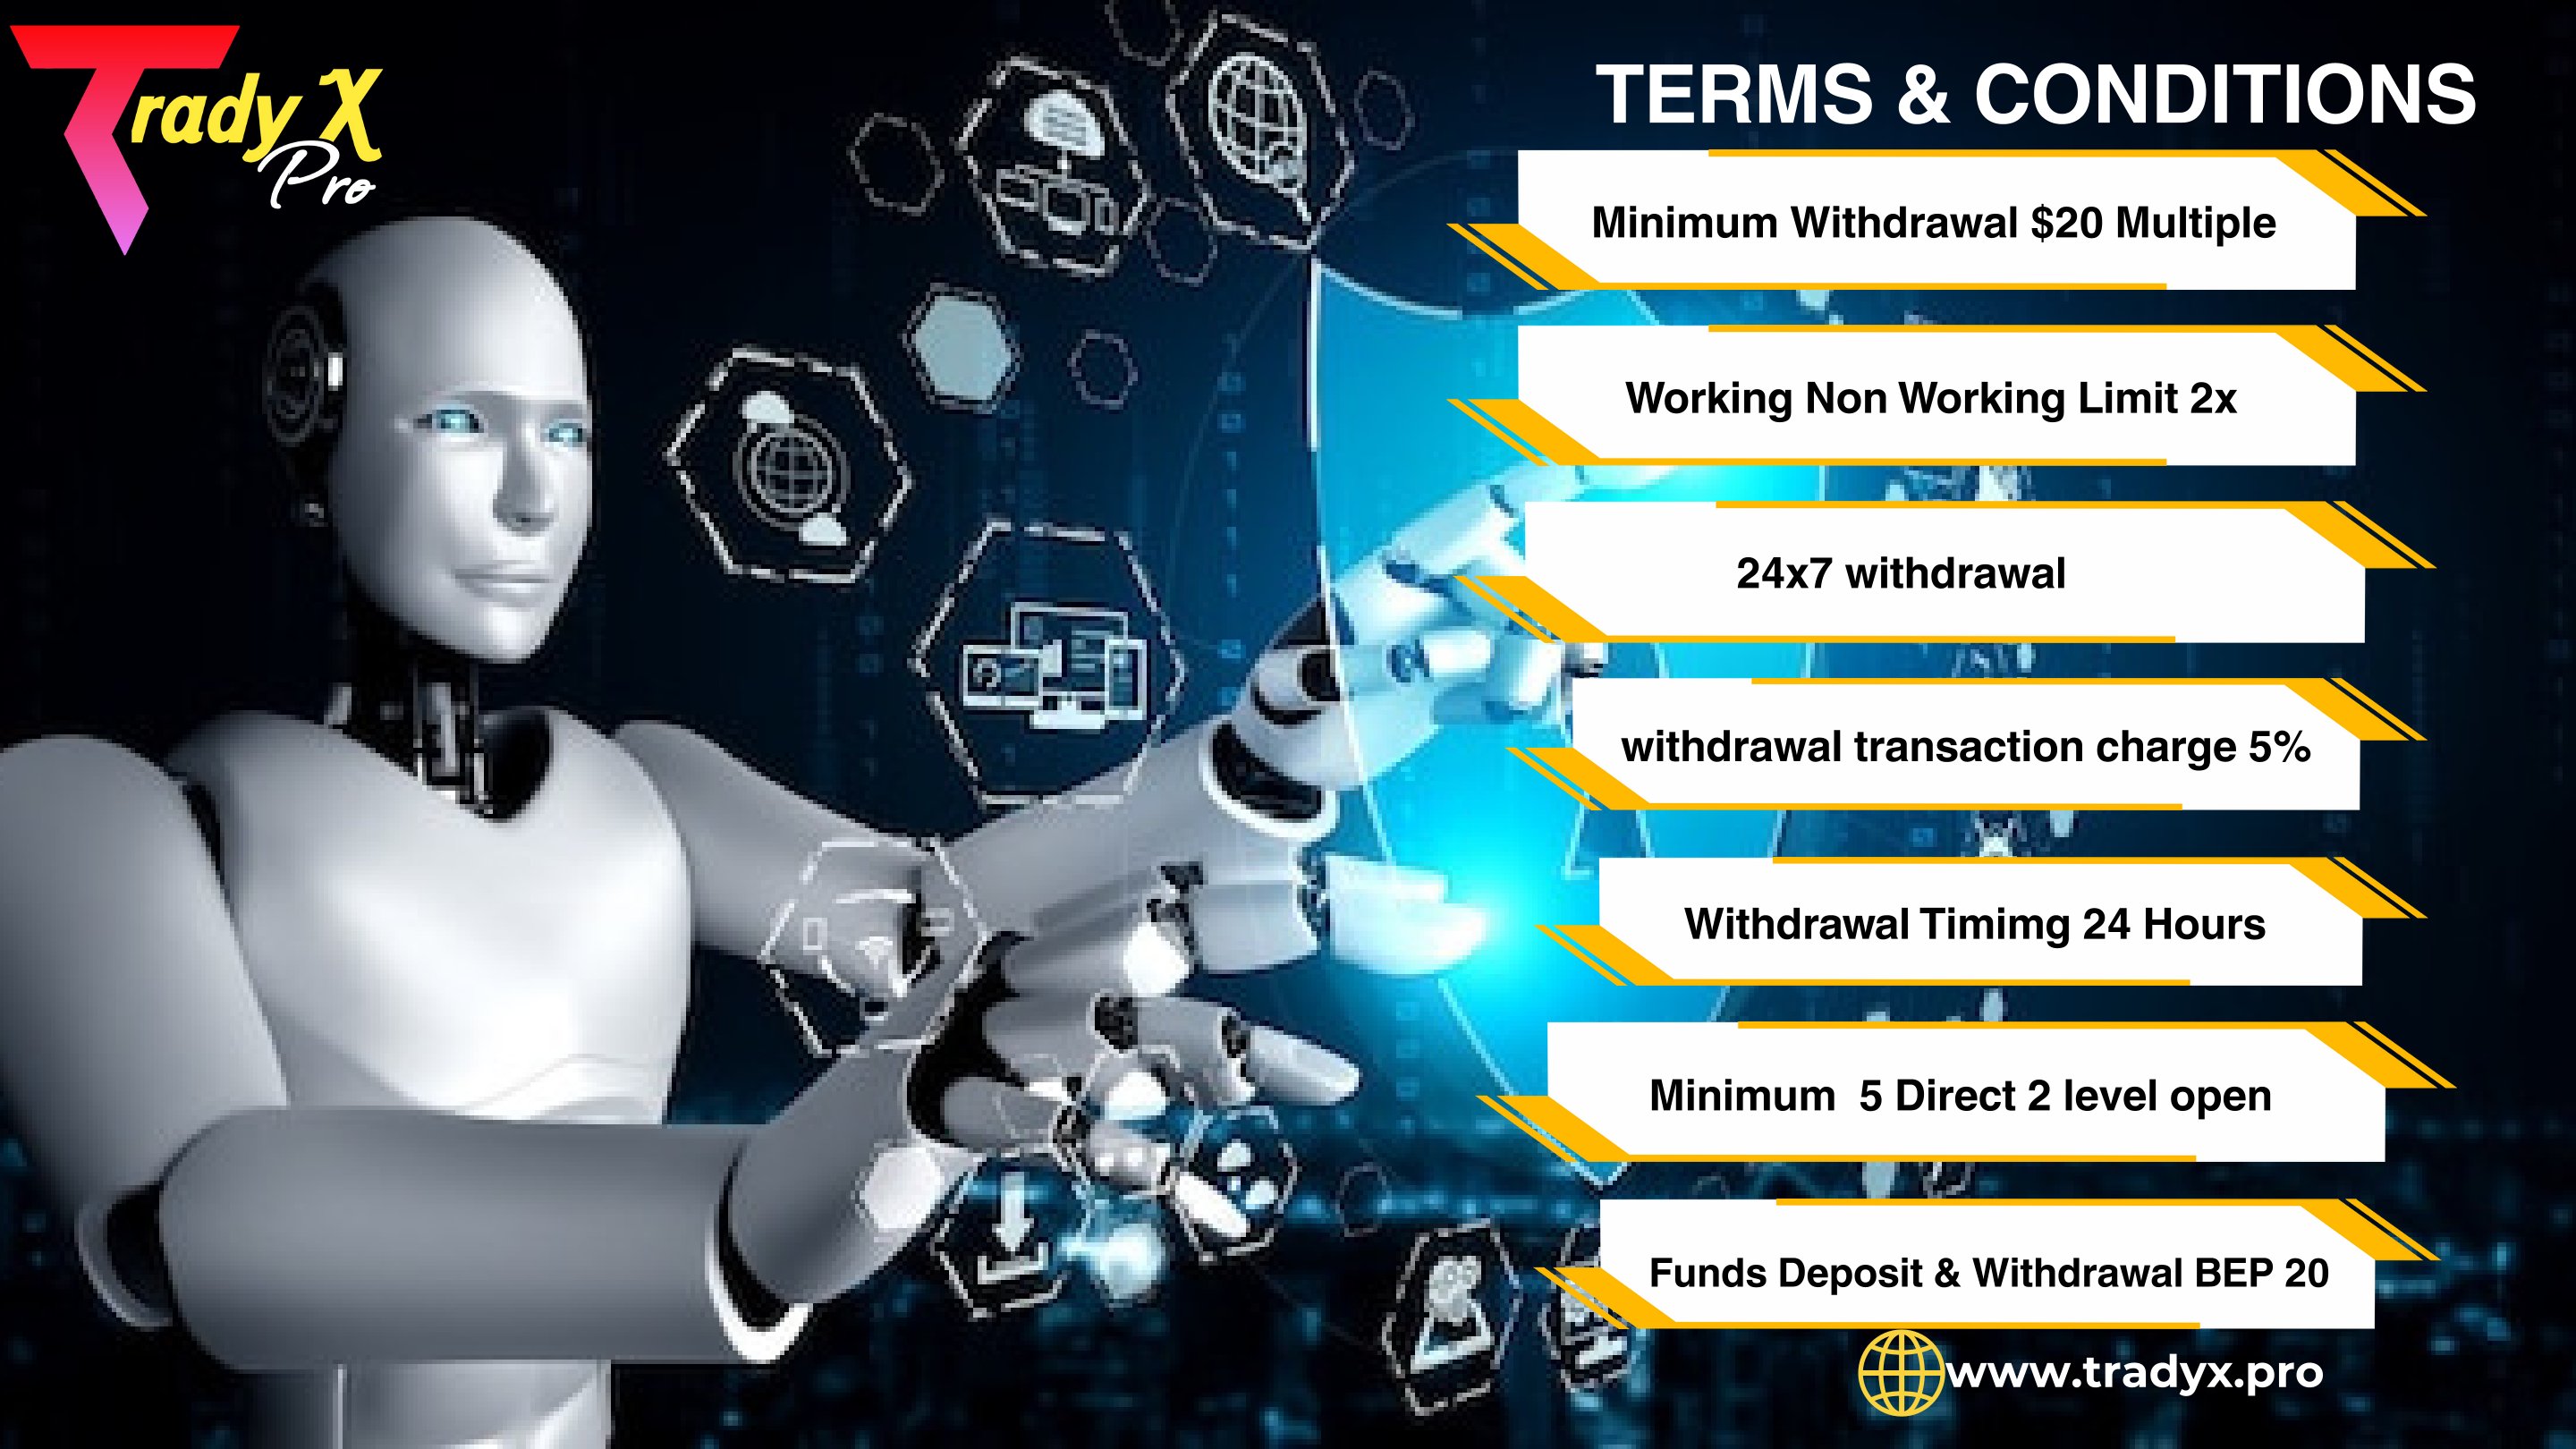 Trady X
Pro
TERMS & CONDITIONS
Minimum Withdrawal $20 Multiple
Working Non Working Limit 2x
24x7 withdrawal
withdrawal transaction charge 5%
Withdrawal Timimg 24 Hours
Minimum  5 Direct 2 level open
Funds Deposit & Withdrawal BEP 20
www.tradyx.pro